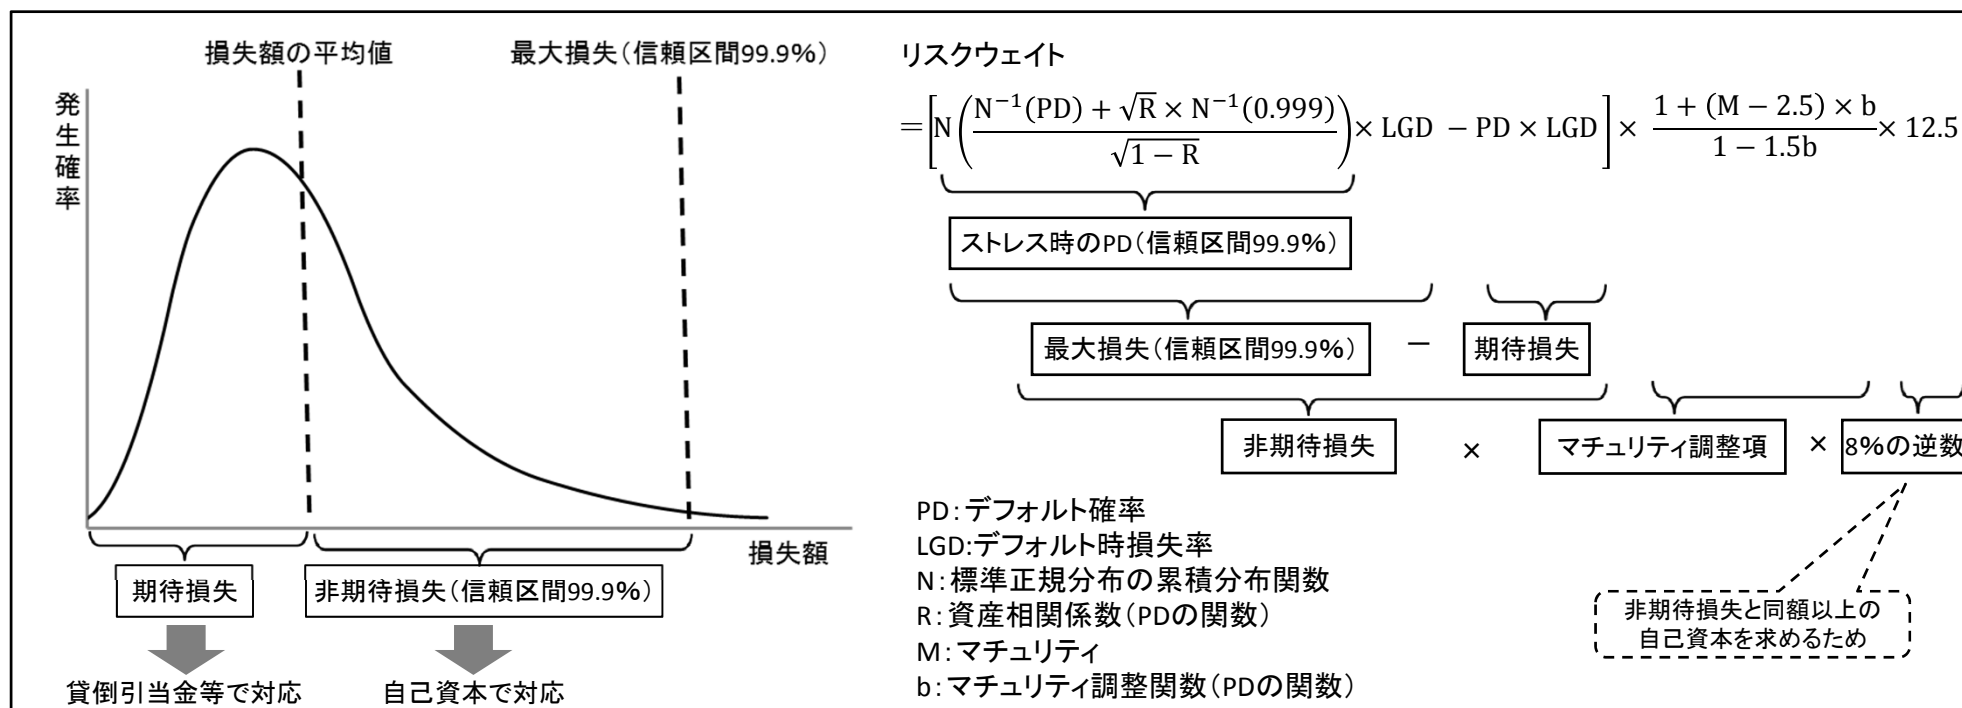 損失額の平均値
最大損失(信頼区間99.9%)
発生確率
損失額
期待損失
非期待損失(信頼区間99.9%)
貸倒引当金等で対応
自己資本で対応
リスクウェイト
=[N((N⁻¹(PD) + √R × N⁻¹(0.999))/√(1 − R)) × LGD − PD × LGD] × (1 + (M − 2.5) × b)/(1 − 1.5b) × 12.5
ストレス時のPD(信頼区間99.9%)
最大損失(信頼区間99.9%) − 期待損失
非期待損失 × マチュリティ調整項 × 8%の逆数
PD:デフォルト確率
LGD:デフォルト時損失率
N:標準正規分布の累積分布関数
R:資産相関係数(PDの関数)
M:マチュリティ
b:マチュリティ調整関数(PDの関数)
非期待損失と同額以上の
自己資本を求めるため